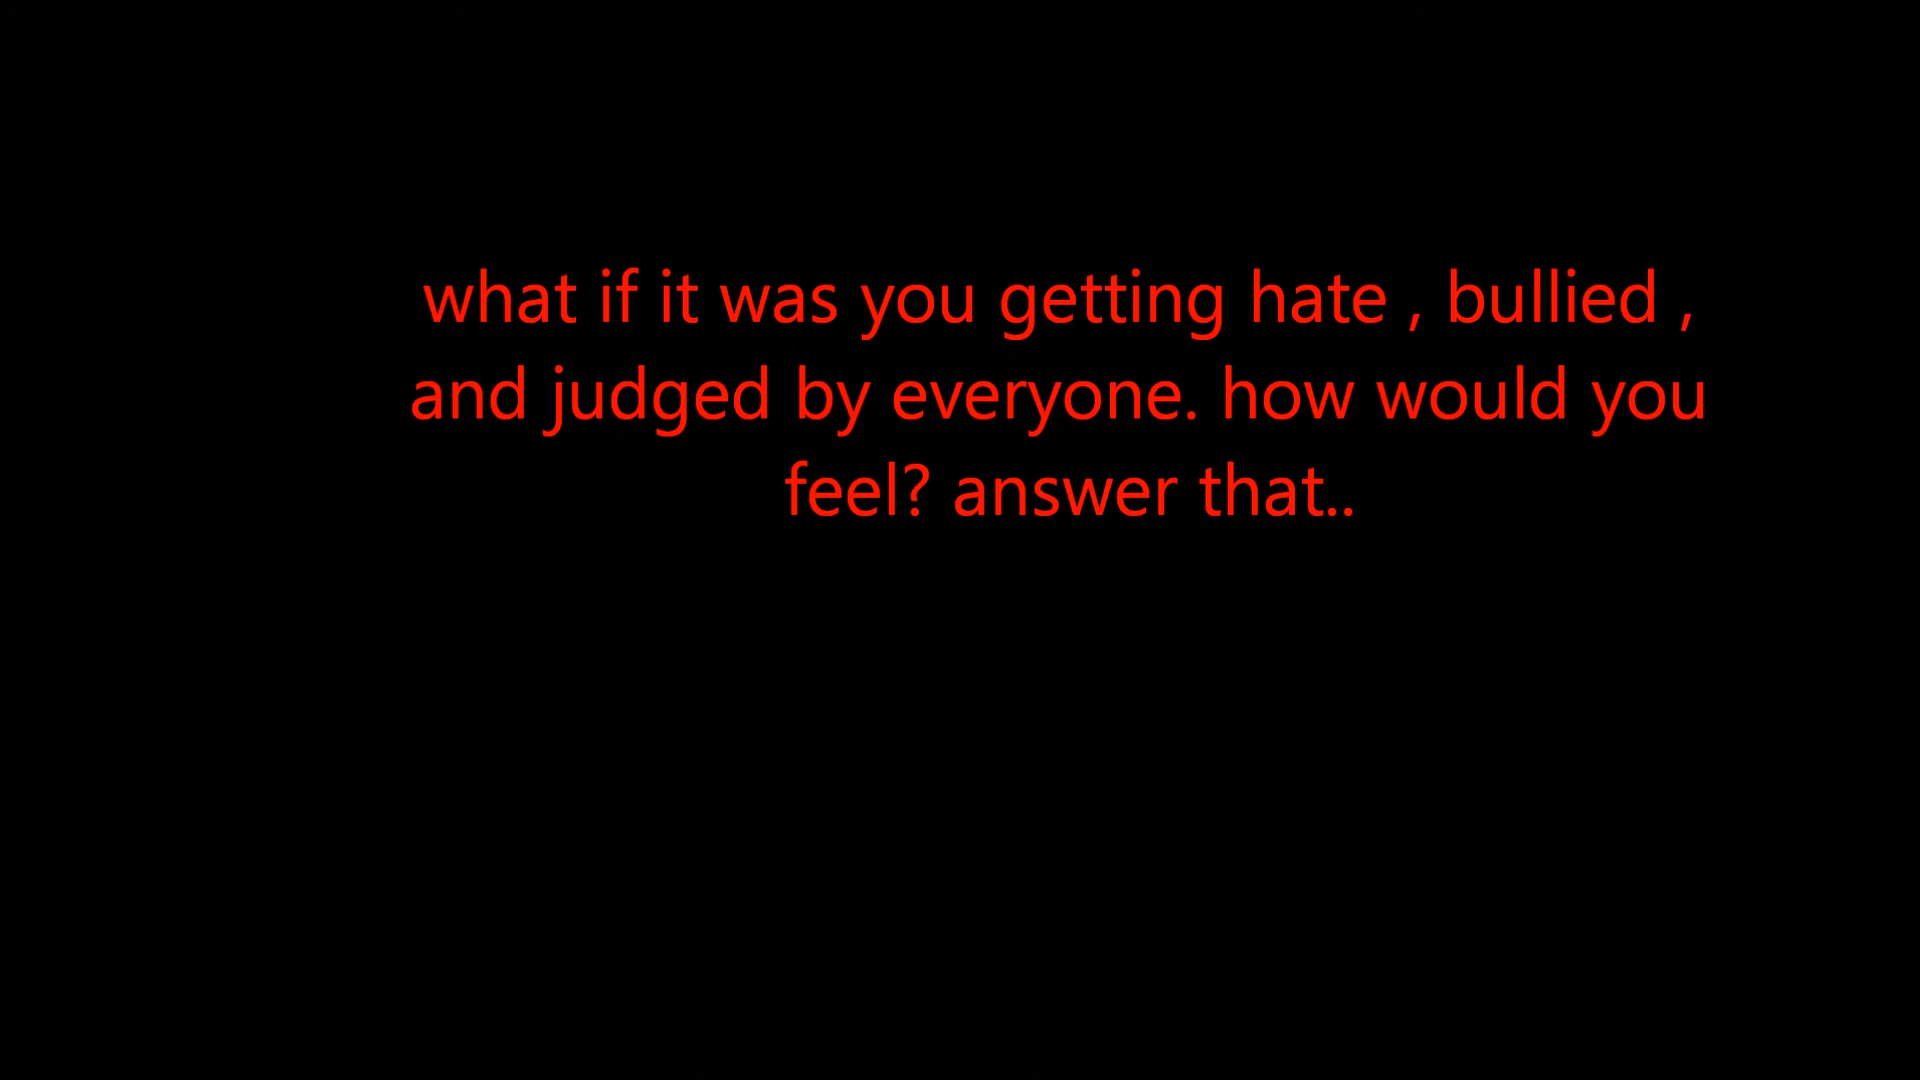 what if it was you getting hate , bullied ,
and judged by everyone. how would you
feel? answer that..